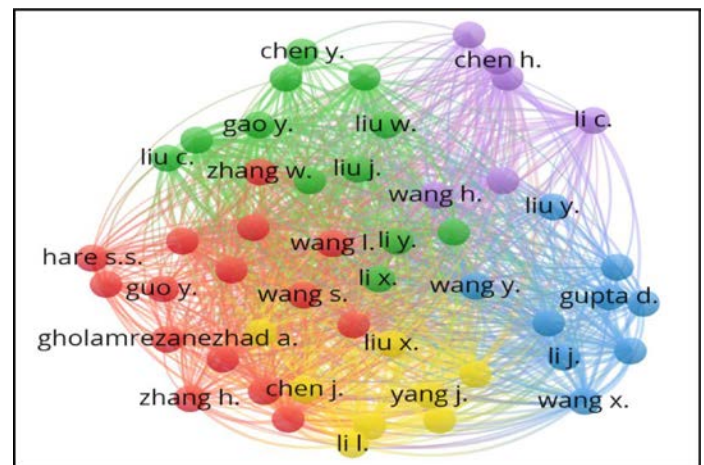 chen y.
chen h.
gao y.
liu w.
li c.
liu c.
zhang w.
liu j.
wang h.
liu y.
hare s.s.
wang l.
li y.
guo y.
wang s.
li x.
wang y.
gupta d.
gholamrezanezhad a.
liu x.
li j.
zhang h.
chen j.
yang j.
wang x.
li l.